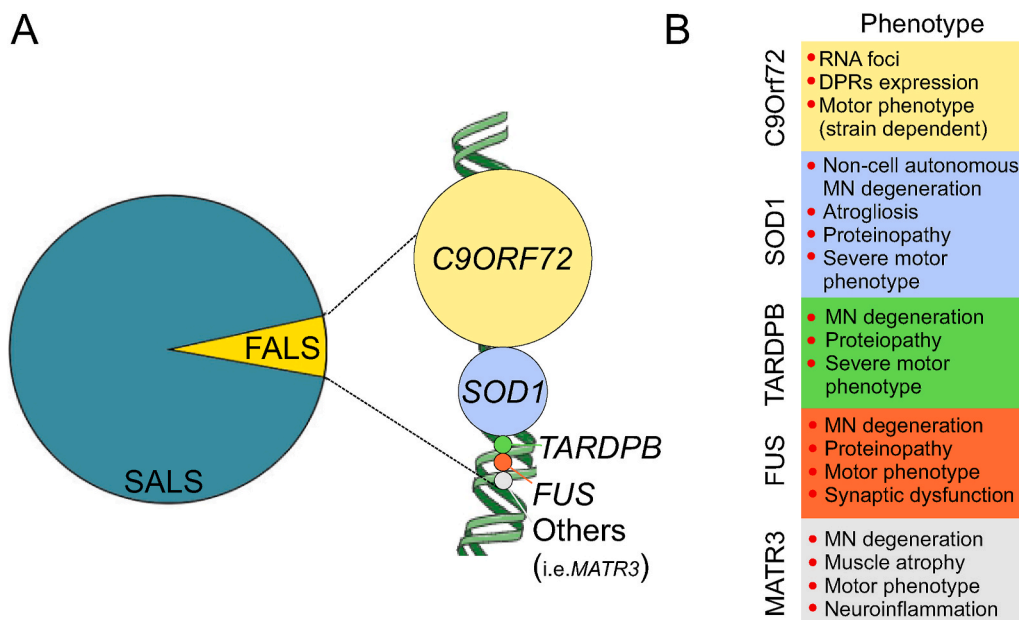 A
SALS
FALS
C9ORF72
SOD1
TARDPB
FUS
Others
(i.e.MATR3)
B
Phenotype
C9Orf72
RNA foci
DPRs expression
Motor phenotype
(strain dependent)
SOD1
Non-cell autonomous
MN degeneration
Atrogliosis
Proteinopathy
Severe motor
phenotype
TARDPB
MN degeneration
Proteiopathy
Severe motor
phenotype
FUS
MN degeneration
Proteinopathy
Motor phenotype
Synaptic dysfunction
MATR3
MN degeneration
Muscle atrophy
Motor phenotype
Neuroinflammation